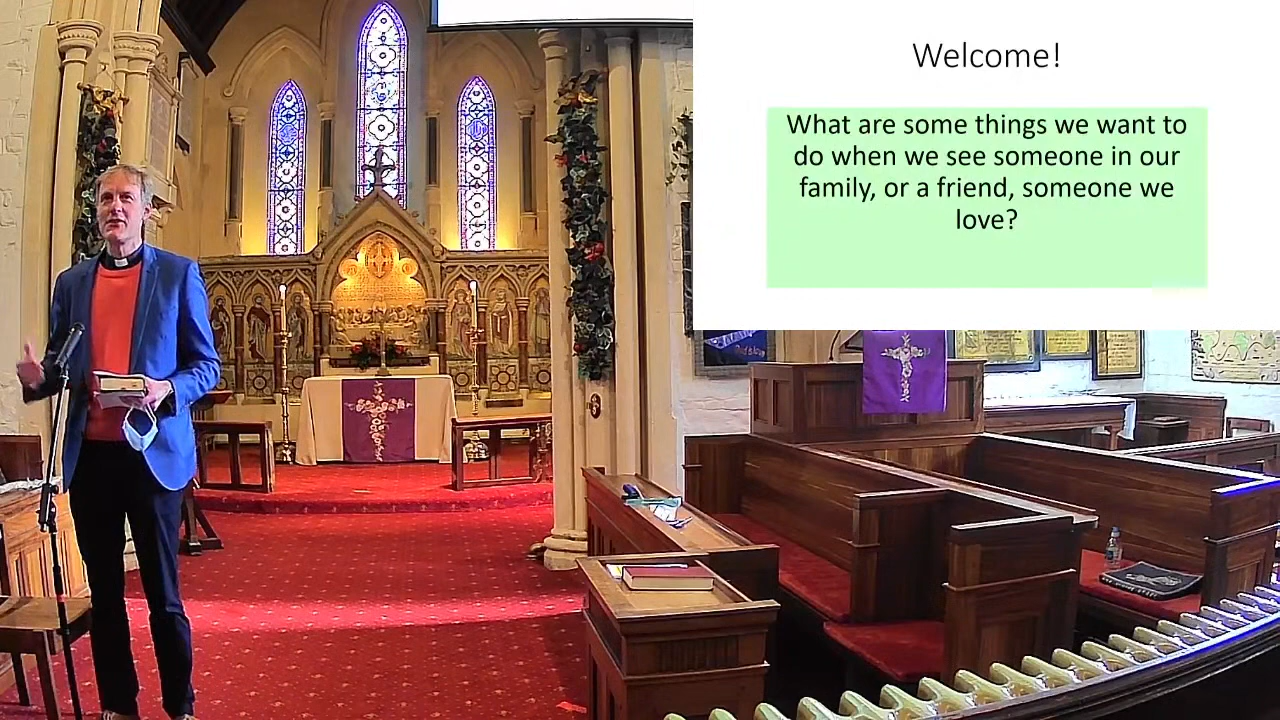 Welcome!
What are some things we want to
do when we see someone in our
family, or a friend, someone we
love?